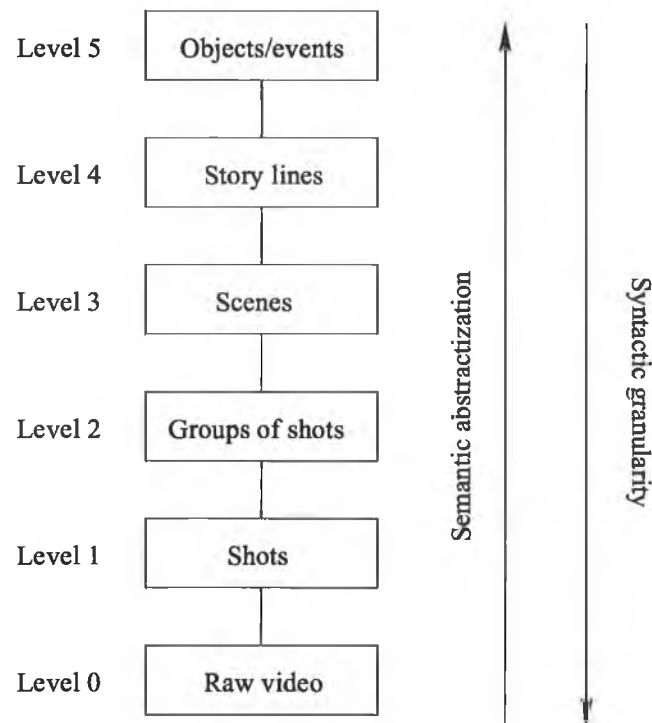 Level 5 Objects/events
Level 4 Story lines
Level 3 Scenes
Level 2 Groups of shots
Level 1 Shots
Level 0 Raw video
Semantic abstractization
Syntactic granularity